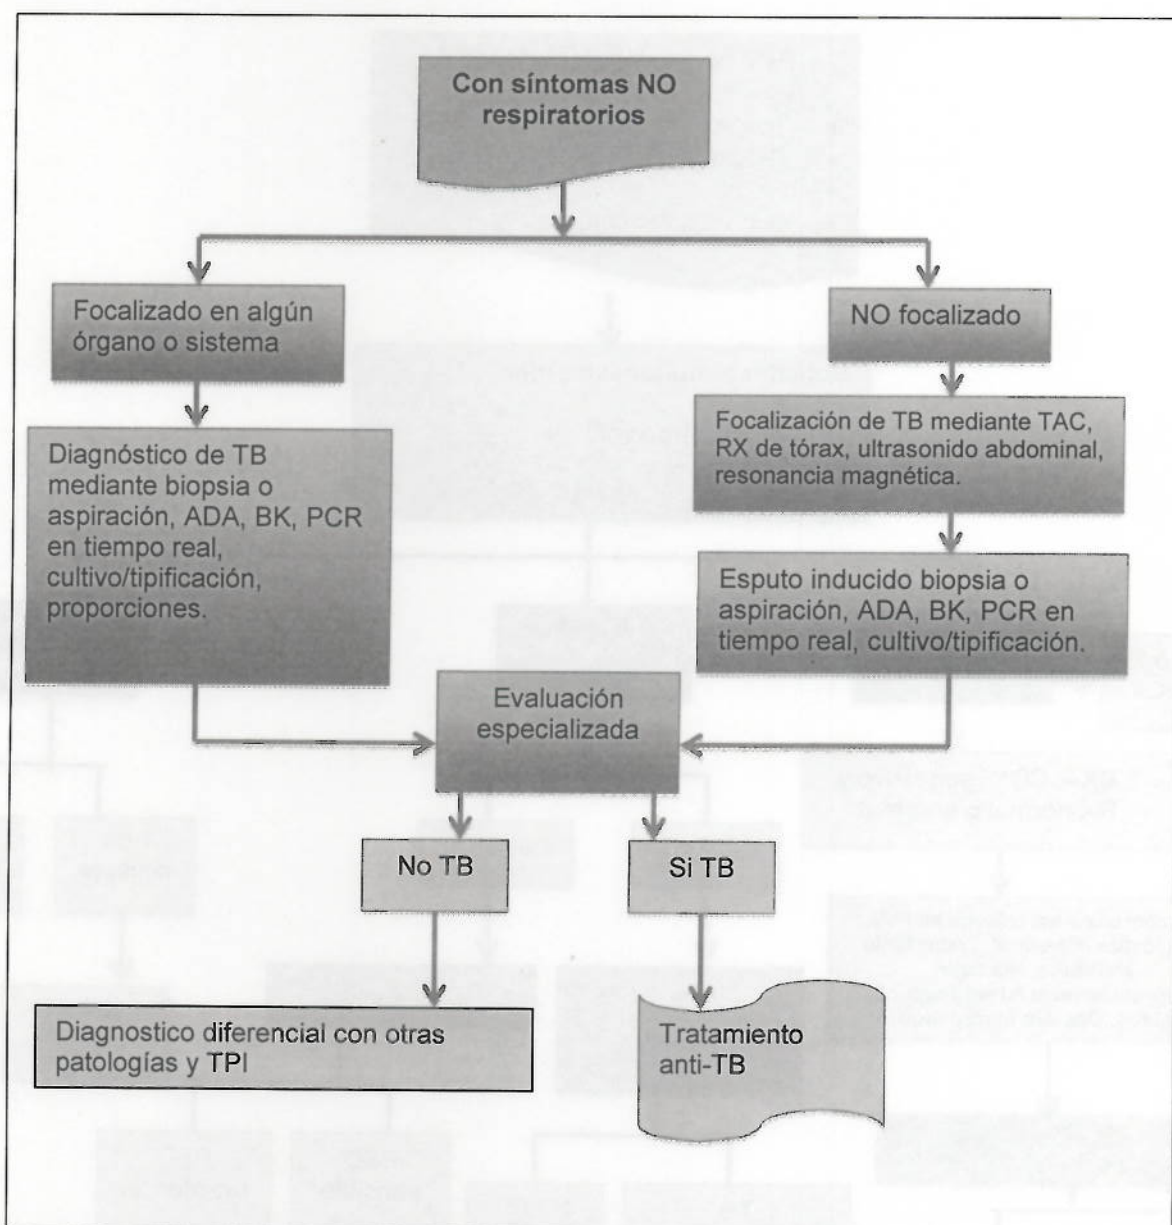 Con síntomas NO
respiratorios
Focalizado en algún
órgano o sistema
NO focalizado
Diagnóstico de TB
mediante biopsia o
aspiración, ADA, BK, PCR
en tiempo real,
cultivo/tipificación,
proporciones.
Focalización de TB mediante TAC,
RX de tórax, ultrasonido abdominal,
resonancia magnética.
Esputo inducido biopsia o
aspiración, ADA, BK, PCR en
tiempo real, cultivo/tipificación.
Evaluación
especializada
No TB
Si TB
Diagnostico diferencial con otras
patologías y TPI
Tratamiento
anti-TB